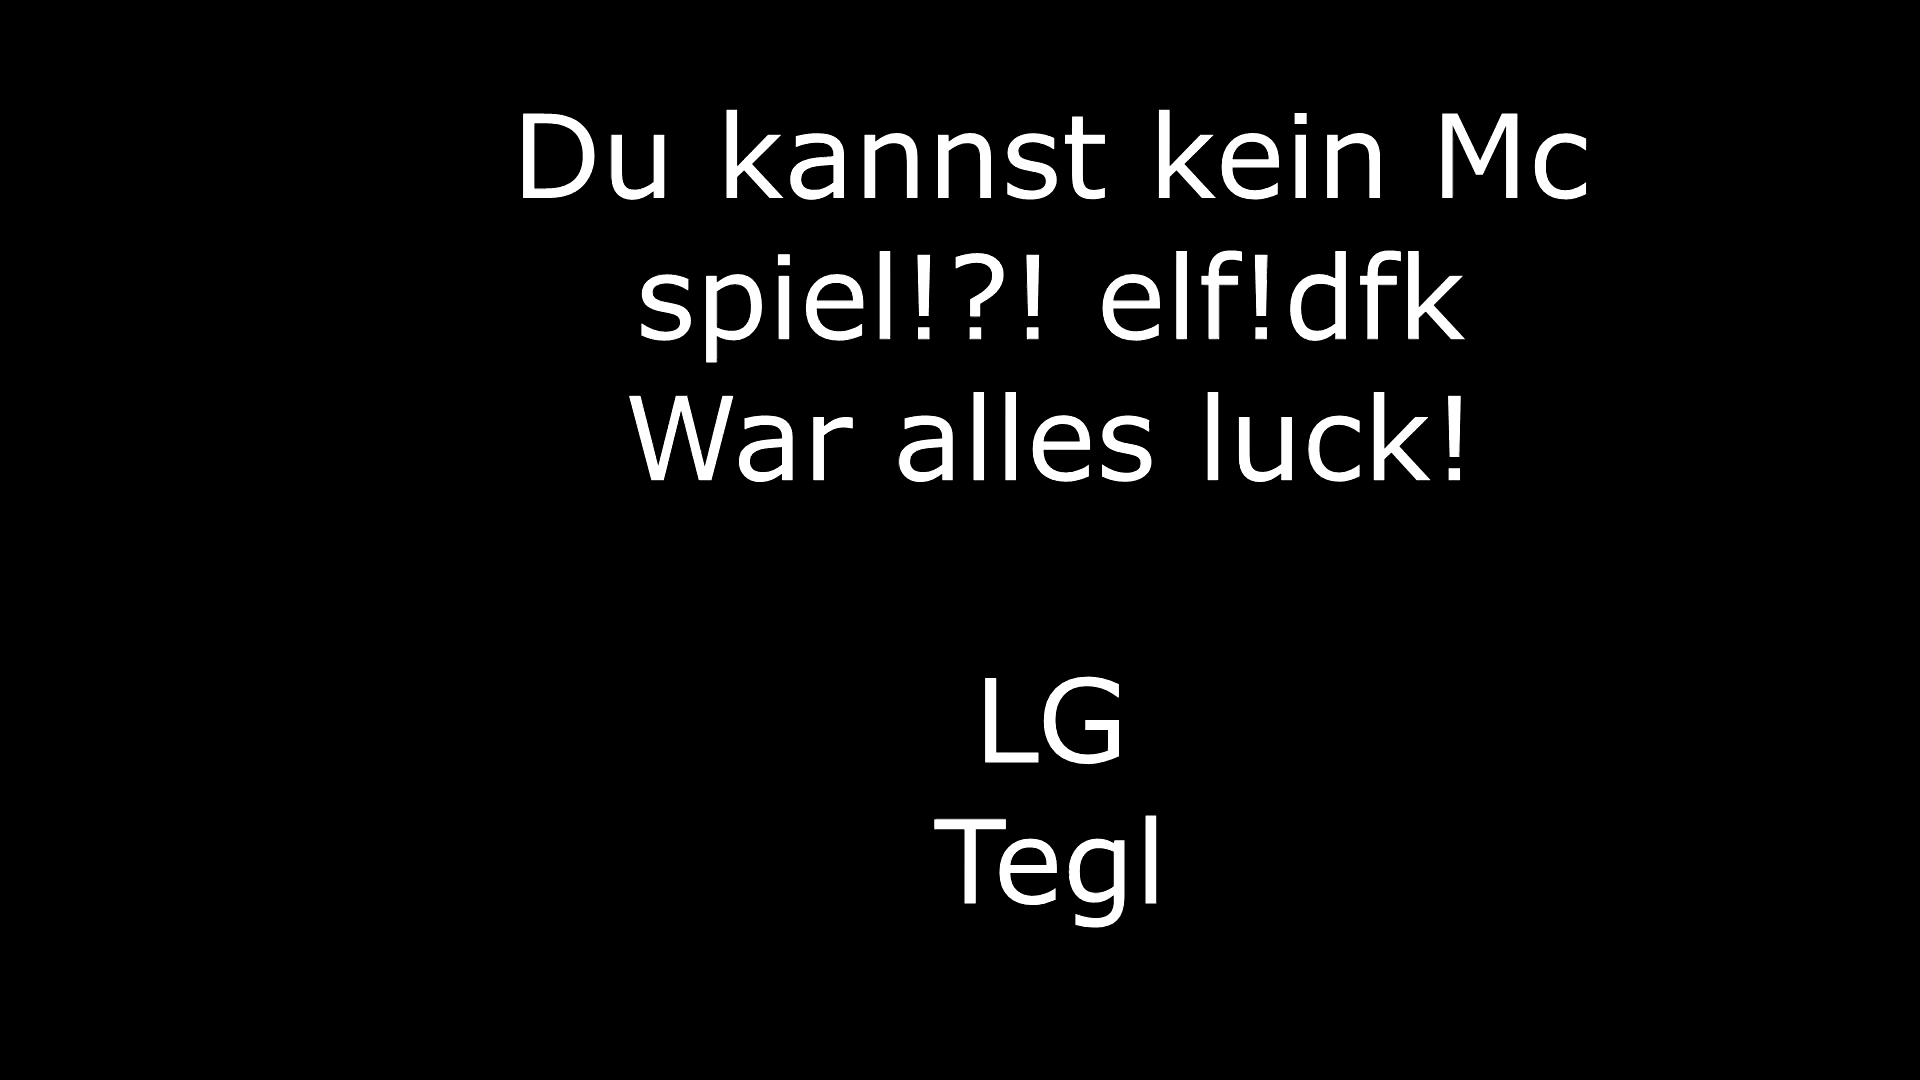 Du kannst kein Mc
spiel!?! elf!dfk
War alles luck!
LG
Tegl